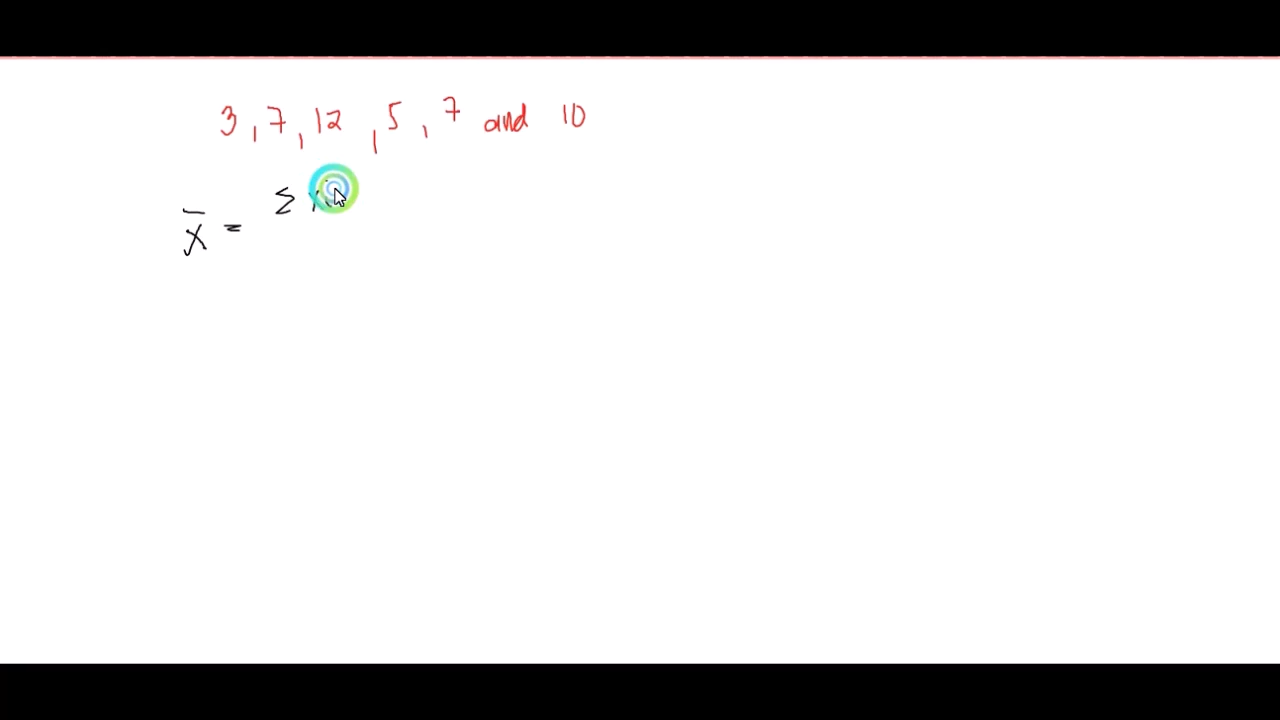 3, 7, 12, 5, 7 and 10
Σ x
x̄ =